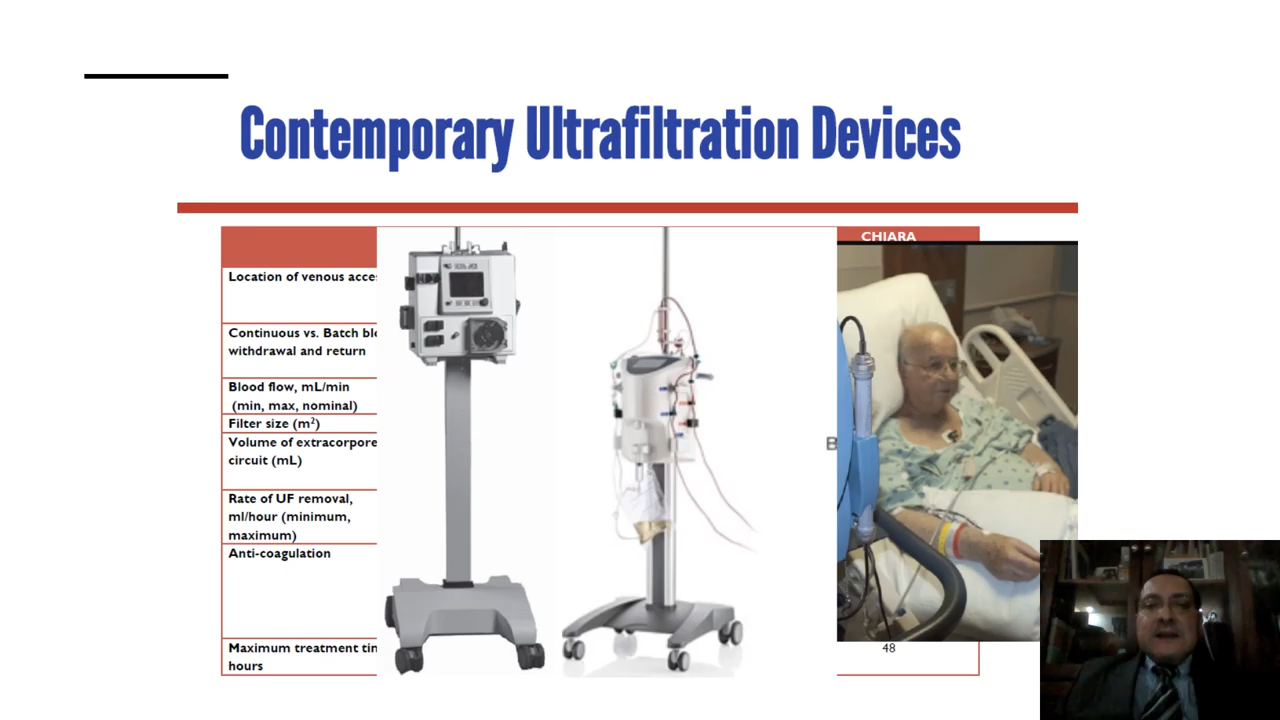 Contemporary Ultrafiltration Devices
CHIARA
Location of venous acce
Continuous vs. Batch bl
withdrawal and return
Blood flow, mL/min
(min, max, nominal)
Filter size (m²)
Volume of extracorpore
circuit (mL)
B
Rate of UF removal,
ml/hour (minimum,
maximum)
Anti-coagulation
Maximum treatment tin
hours
48